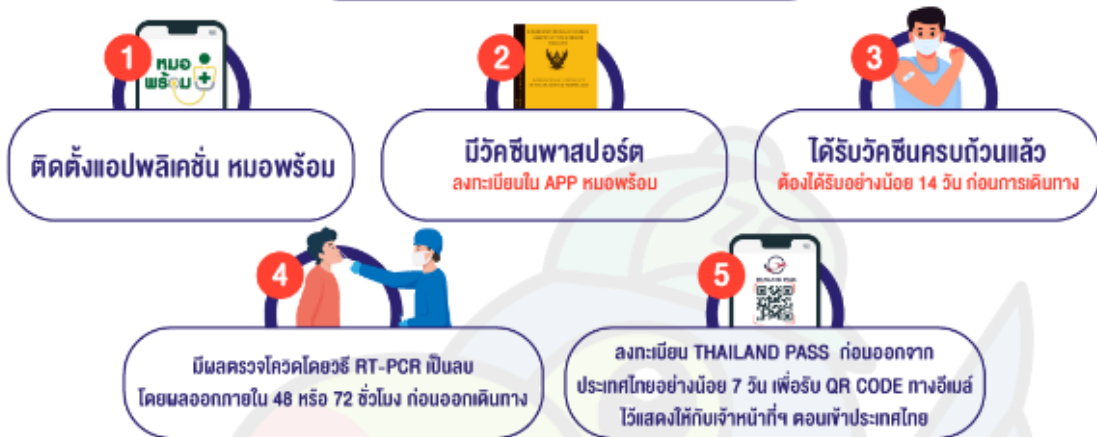 1
หมอ
พร้อม
ติดตั้งแอปพลิเคชั่น หมอพร้อม
2
มีวัคซีนพาสปอร์ต
ลงทะเบียนใน APP หมอพร้อม
3
ได้รับวัคซีนครบถ้วนแล้ว
ต้องได้รับอย่างน้อย 14 วัน ก่อนการเดินทาง
4
มีผลตรวจโควิดโดยวิธี RT-PCR เป็นลบ
โดยผลออกภายใน 48 หรือ 72 ชั่วโมง ก่อนออกเดินทาง
5
THAILAND PASS
ลงทะเบียน THAILAND PASS ก่อนออกจาก
ประเทศไทยอย่างน้อย 7 วัน เพื่อรับ QR CODE ทางอีเมล์
ไว้แสดงให้กับเจ้าหน้าที่ฯ ตอนเข้าประเทศไทย